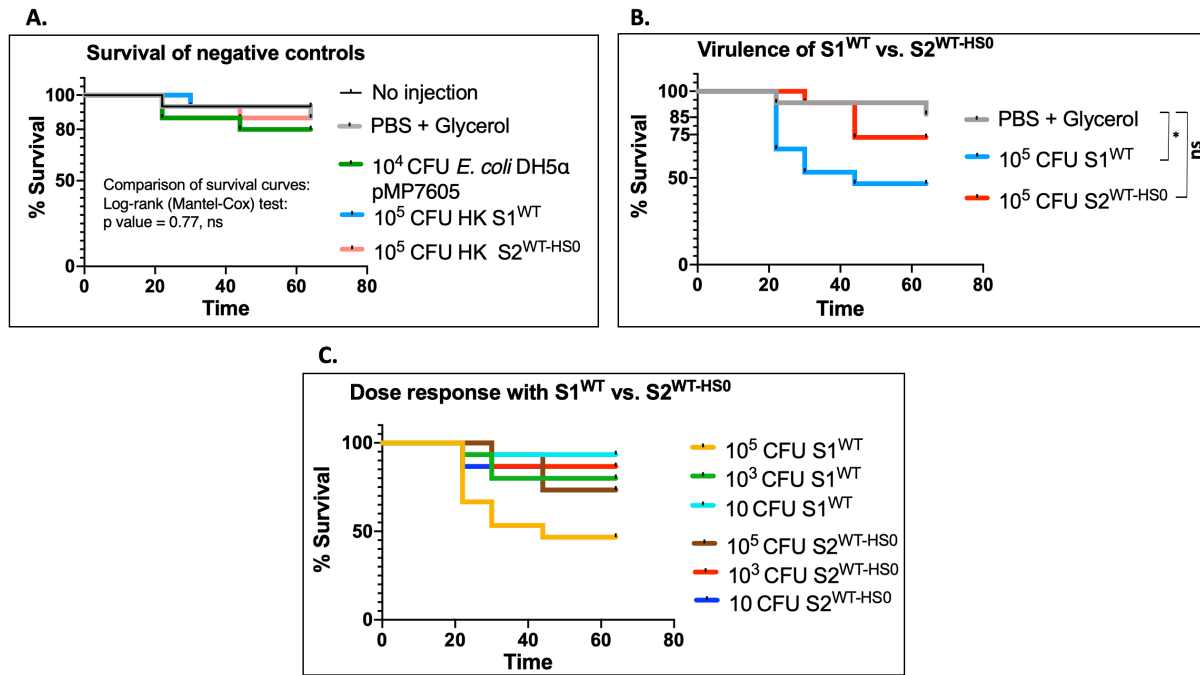 A.
Survival of negative controls
% Survival
100
80
50
0
0 20 40 60 80
Time
Comparison of survival curves:
Log-rank (Mantel-Cox) test:
p value = 0.77, ns
No injection
PBS + Glycerol
10⁴ CFU E. coli DH5α
pMP7605
10⁵ CFU HK S1ᵂᵀ
10⁵ CFU HK S2ᵂᵀ⁻ᴴˢ⁰
B.
Virulence of S1ᵂᵀ vs. S2ᵂᵀ⁻ᴴˢ⁰
% Survival
100
85
75
50
0
0 20 40 60 80
Time
PBS + Glycerol
10⁵ CFU S1ᵂᵀ
10⁵ CFU S2ᵂᵀ⁻ᴴˢ⁰
*
ns
C.
Dose response with S1ᵂᵀ vs. S2ᵂᵀ⁻ᴴˢ⁰
% Survival
100
50
0
0 20 40 60 80
Time
10⁵ CFU S1ᵂᵀ
10³ CFU S1ᵂᵀ
10 CFU S1ᵂᵀ
10⁵ CFU S2ᵂᵀ⁻ᴴˢ⁰
10³ CFU S2ᵂᵀ⁻ᴴˢ⁰
10 CFU S2ᵂᵀ⁻ᴴˢ⁰